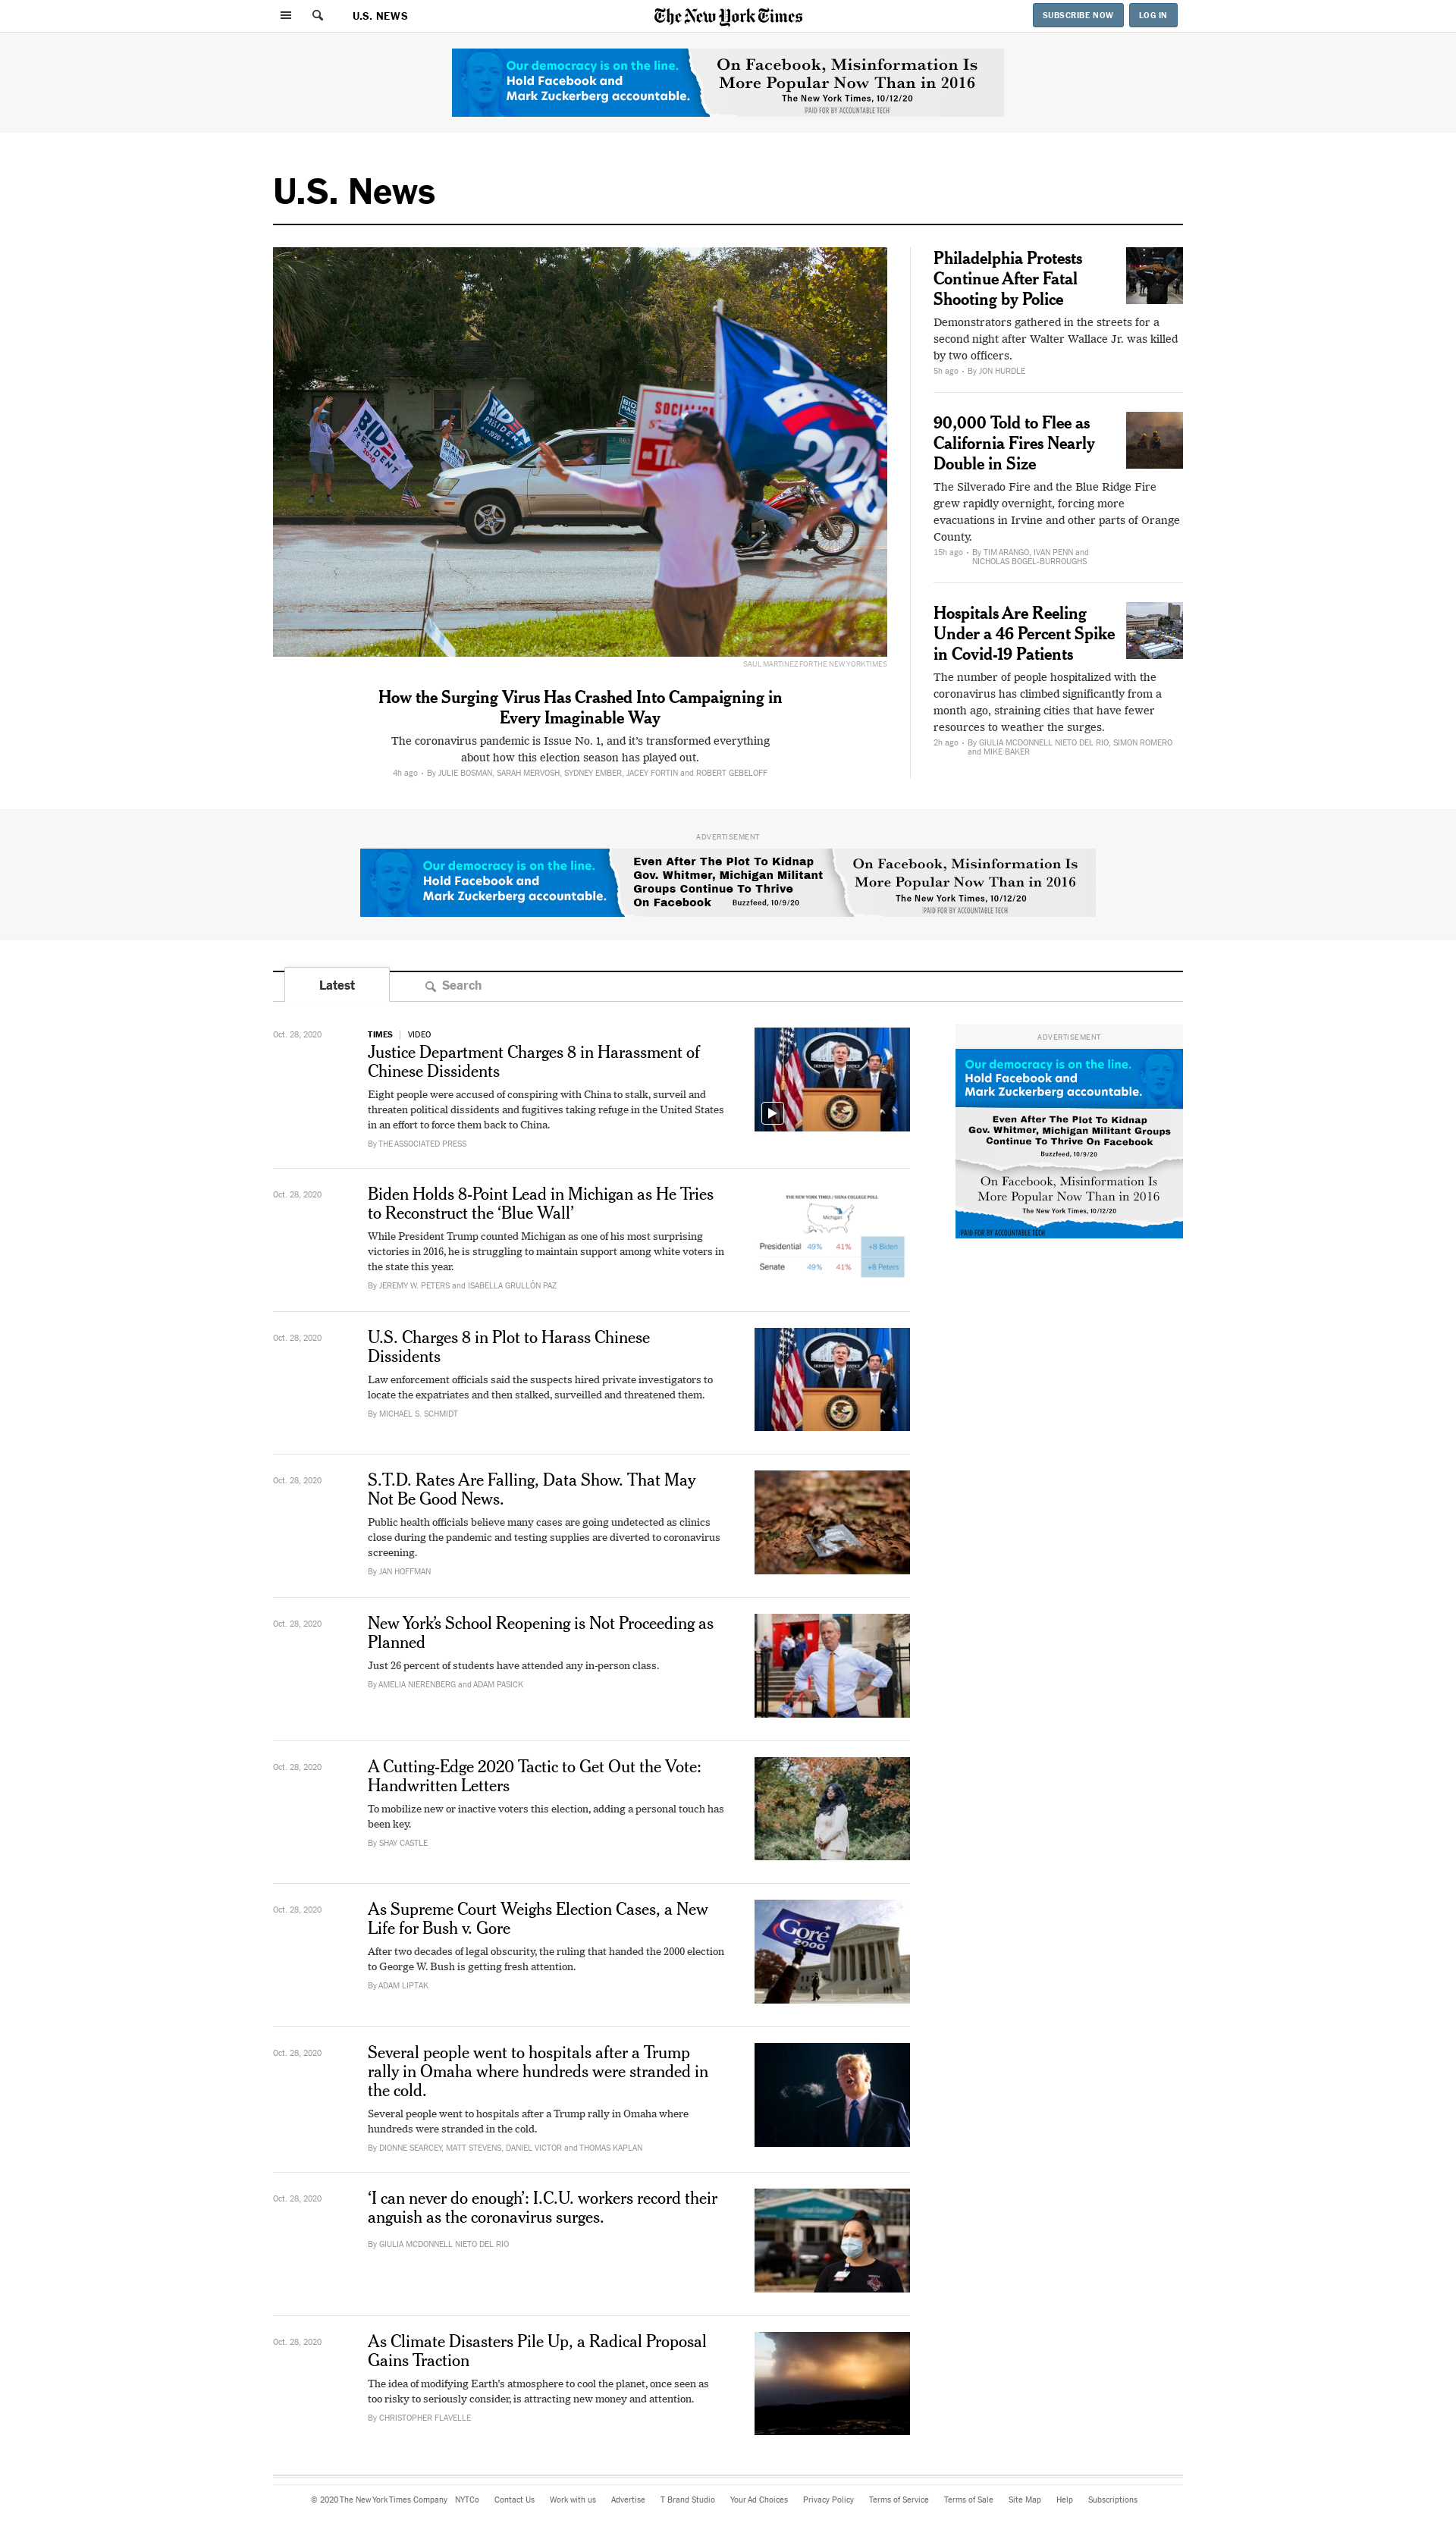 U.S. NEWS
The New York Times
SUBSCRIBE NOW
LOG IN
Our democracy is on the line.
Hold Facebook and
Mark Zuckerberg accountable.
On Facebook, Misinformation Is
More Popular Now Than in 2016
The New York Times, 10/12/20
PAID FOR BY ACCOUNTABLE TECH
U.S. News
BIDEN
PRESIDENT
SAUL MARTINEZ FOR THE NEW YORK TIMES
How the Surging Virus Has Crashed Into Campaigning in
Every Imaginable Way
The coronavirus pandemic is Issue No. 1, and it's transformed everything
about how this election season has played out.
4h ago • By JULIE BOSMAN, SARAH MERVOSH, SYDNEY EMBER, JACEY FORTIN and ROBERT GEBELOFF
Philadelphia Protests
Continue After Fatal
Shooting by Police
Demonstrators gathered in the streets for a
second night after Walter Wallace Jr. was killed
by two officers.
5h ago • By JON HURDLE
90,000 Told to Flee as
California Fires Nearly
Double in Size
The Silverado Fire and the Blue Ridge Fire
grew rapidly overnight, forcing more
evacuations in Irvine and other parts of Orange
County.
15h ago • By TIM ARANGO, IVAN PENN and
NICHOLAS BOGEL-BURROUGHS
Hospitals Are Reeling
Under a 46 Percent Spike
in Covid-19 Patients
The number of people hospitalized with the
coronavirus has climbed significantly from a
month ago, straining cities that have fewer
resources to weather the surges.
2h ago • By GIULIA MCDONNELL NIETO DEL RIO, SIMON ROMERO
and MIKE BAKER
ADVERTISEMENT
Our democracy is on the line.
Hold Facebook and
Mark Zuckerberg accountable.
Even After The Plot To Kidnap
Gov. Whitmer, Michigan Militant
Groups Continue To Thrive
On Facebook Buzzfeed, 10/9/20
On Facebook, Misinformation Is
More Popular Now Than in 2016
The New York Times, 10/12/20
PAID FOR BY ACCOUNTABLE TECH
Latest
Search
Oct. 28, 2020
TIMES | VIDEO
Justice Department Charges 8 in Harassment of
Chinese Dissidents
Eight people were accused of conspiring with China to stalk, surveil and
threaten political dissidents and fugitives taking refuge in the United States
in an effort to force them back to China.
By THE ASSOCIATED PRESS
ADVERTISEMENT
Our democracy is on the line.
Hold Facebook and
Mark Zuckerberg accountable.
Even After The Plot To Kidnap
Gov. Whitmer, Michigan Militant Groups
Continue To Thrive On Facebook
Buzzfeed, 10/9/20
On Facebook, Misinformation Is
More Popular Now Than in 2016
The New York Times, 10/12/20
PAID FOR BY ACCOUNTABLE TECH
Oct. 28, 2020
Biden Holds 8-Point Lead in Michigan as He Tries
to Reconstruct the ‘Blue Wall’
While President Trump counted Michigan as one of his most surprising
victories in 2016, he is struggling to maintain support among white voters in
the state this year.
By JEREMY W. PETERS and ISABELLA GRULLÓN PAZ
THE NEW YORK TIMES / SIENA COLLEGE POLL
Michigan
Presidential 49% 41% +8 Biden
Senate 49% 41% +8 Peters
Oct. 28, 2020
U.S. Charges 8 in Plot to Harass Chinese
Dissidents
Law enforcement officials said the suspects hired private investigators to
locate the expatriates and then stalked, surveilled and threatened them.
By MICHAEL S. SCHMIDT
Oct. 28, 2020
S.T.D. Rates Are Falling, Data Show. That May
Not Be Good News.
Public health officials believe many cases are going undetected as clinics
close during the pandemic and testing supplies are diverted to coronavirus
screening.
By JAN HOFFMAN
Oct. 28, 2020
New York’s School Reopening is Not Proceeding as
Planned
Just 26 percent of students have attended any in-person class.
By AMELIA NIERENBERG and ADAM PASICK
Oct. 28, 2020
A Cutting-Edge 2020 Tactic to Get Out the Vote:
Handwritten Letters
To mobilize new or inactive voters this election, adding a personal touch has
been key.
By SHAY CASTLE
Oct. 28, 2020
As Supreme Court Weighs Election Cases, a New
Life for Bush v. Gore
After two decades of legal obscurity, the ruling that handed the 2000 election
to George W. Bush is getting fresh attention.
By ADAM LIPTAK
Gore
2000
Oct. 28, 2020
Several people went to hospitals after a Trump
rally in Omaha where hundreds were stranded in
the cold.
Several people went to hospitals after a Trump rally in Omaha where
hundreds were stranded in the cold.
By DIONNE SEARCEY, MATT STEVENS, DANIEL VICTOR and THOMAS KAPLAN
Oct. 28, 2020
‘I can never do enough’: I.C.U. workers record their
anguish as the coronavirus surges.
By GIULIA MCDONNELL NIETO DEL RIO
Oct. 28, 2020
As Climate Disasters Pile Up, a Radical Proposal
Gains Traction
The idea of modifying Earth’s atmosphere to cool the planet, once seen as
too risky to seriously consider, is attracting new money and attention.
By CHRISTOPHER FLAVELLE
© 2020 The New York Times Company NYTCo Contact Us Work with us Advertise T Brand Studio Your Ad Choices Privacy Policy Terms of Service Terms of Sale Site Map Help Subscriptions